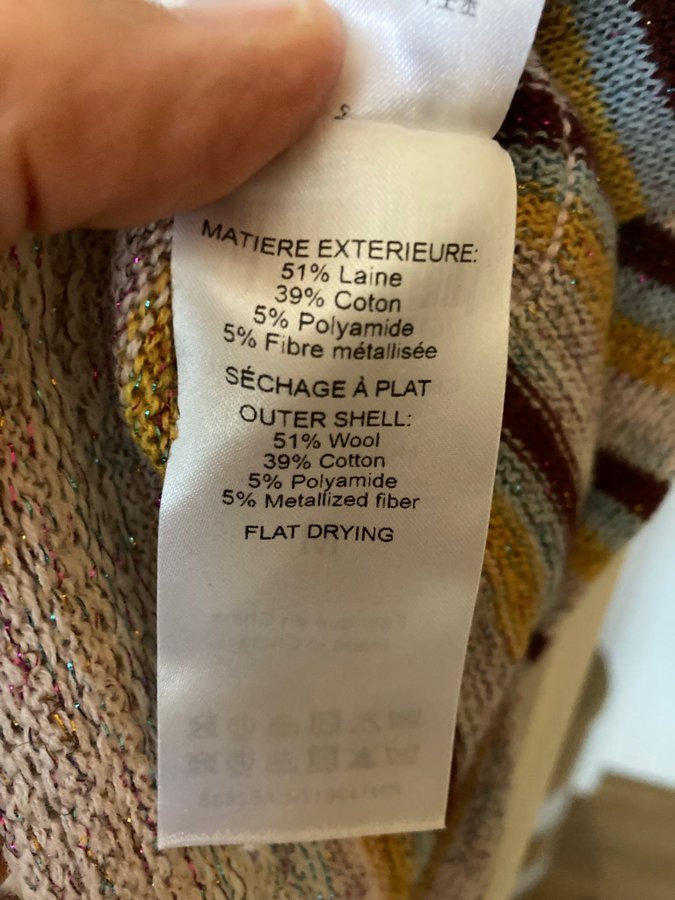 MATIERE EXTERIEURE:
51% Laine
39% Coton
5% Polyamide
5% Fibre métallisée
SÉCHAGE À PLAT
OUTER SHELL:
51% Wool
39% Cotton
5% Polyamide
5% Metallized fiber
FLAT DRYING